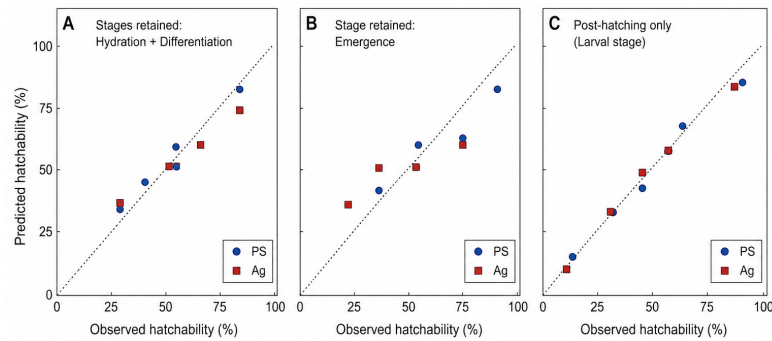 A
Stages retained:
Hydration + Differentiation
Predicted hatchability (%)
100
75
50
25
0
PS
Ag
0
25
50
75
100
Observed hatchability (%)
B
Stage retained:
Emergence
PS
Ag
0
25
50
75
100
Observed hatchability (%)
C
Post-hatching only
(Larval stage)
PS
Ag
0
25
50
75
100
Observed hatchability (%)